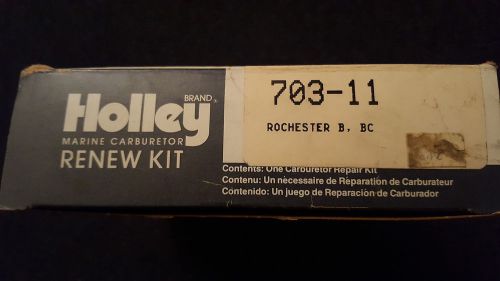 Holley BRAND
MARINE CARBURETOR
RENEW KIT
703-11
ROCHESTER B, BC
Contents: One Carburetor Repair Kit
Contenu: Un nécessaire de Réparation de Carburateur
Contenido: Un juego de Reparación de Carburador